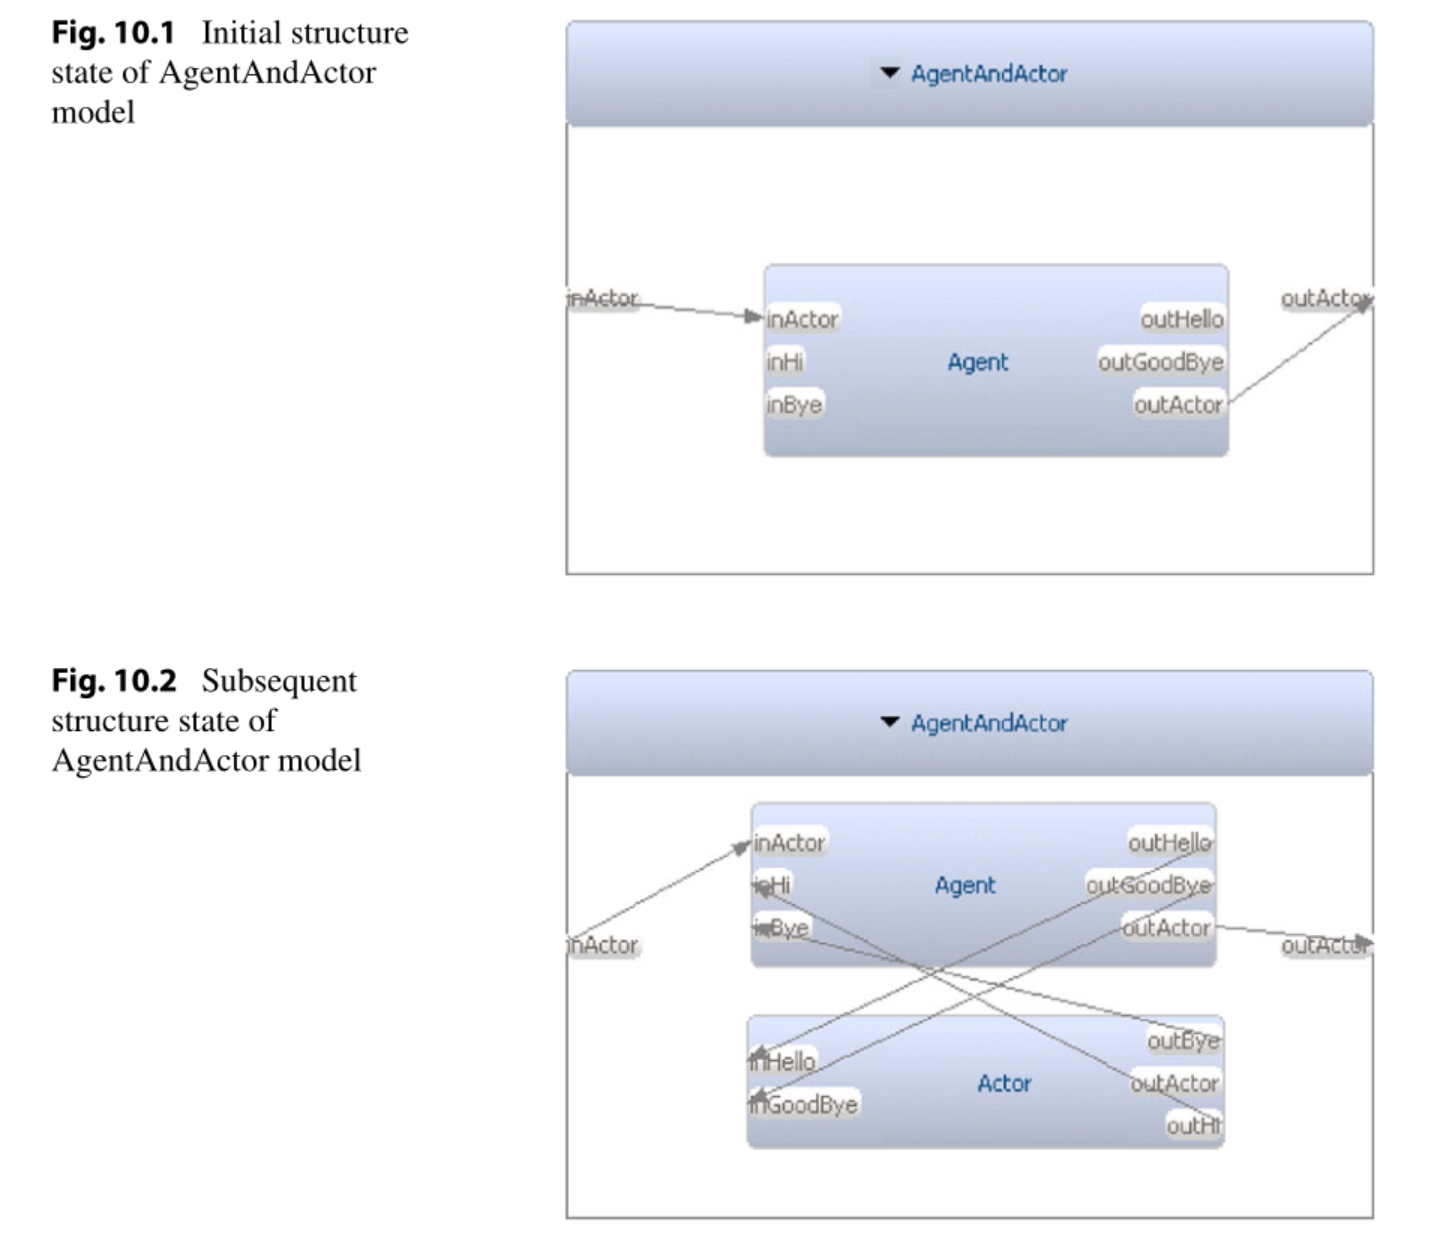 Fig. 10.1 Initial structure
state of AgentAndActor
model
AgentAndActor
inActor
outActor
inActor
inHi
inBye
Agent
outHello
outGoodBye
outActor
Fig. 10.2 Subsequent
structure state of
AgentAndActor model
AgentAndActor
inActor
outActor
inActor
inHi
inBye
Agent
outHello
outGoodBye
outActor
inHello
inGoodBye
Actor
outBye
outActor
outHi